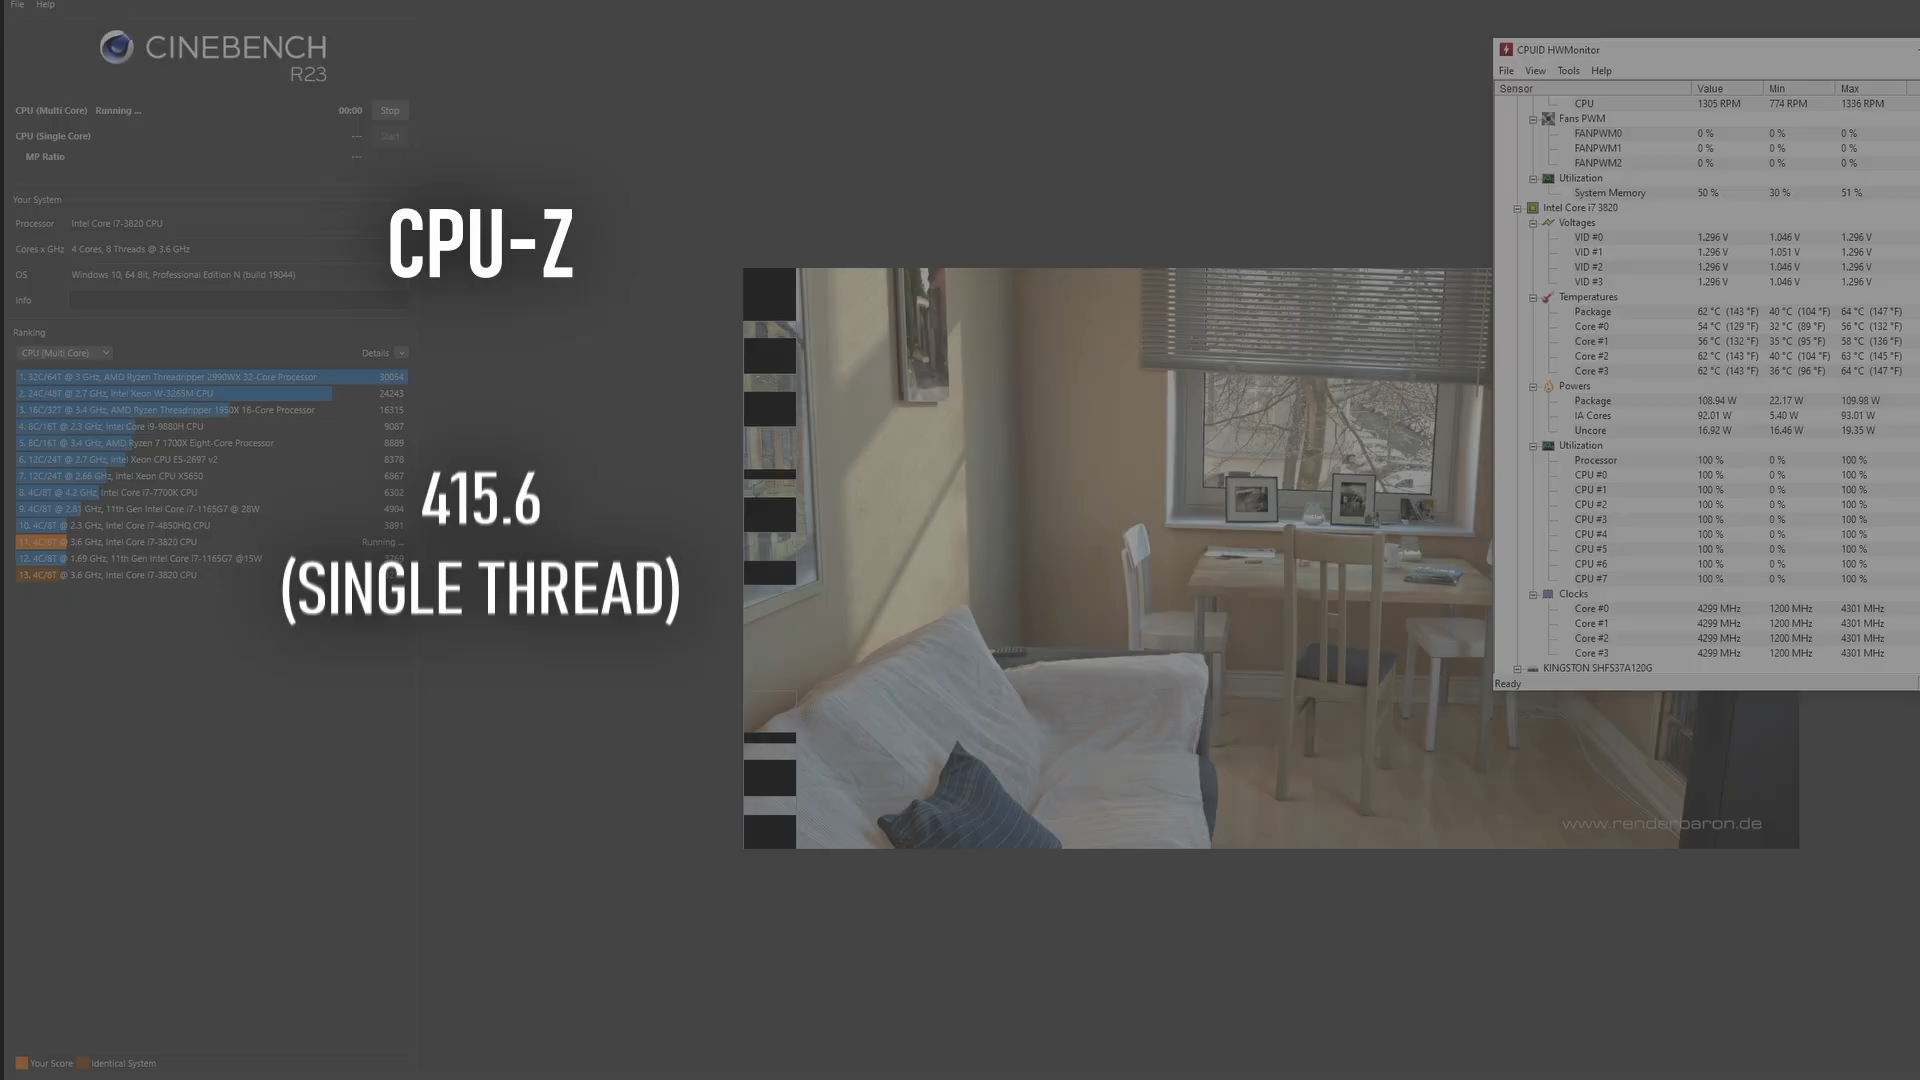 File Help
CINEBENCH
R23
CPU (Multi Core) Running ... 00:00 Stop
CPU (Single Core) --- Start
MP Ratio ---
Your System
Processor Intel Core i7-3820 CPU
Cores x GHz 4 Cores, 8 Threads @ 3.6 GHz
OS Windows 10, 64 Bit, Professional Edition N (build 19044)
Info
Ranking
CPU (Multi Core) Details
1. 32C/64T @ 3 GHz, AMD Ryzen Threadripper 2990WX 32-Core Processor 30054
2. 24C/48T @ 2.7 GHz, Intel Xeon W-3265M CPU 24243
3. 16C/32T @ 3.4 GHz, AMD Ryzen Threadripper 1950X 16-Core Processor 16315
4. 8C/16T @ 2.3 GHz, Intel Core i9-9880H CPU 9087
5. 8C/16T @ 3.4 GHz, AMD Ryzen 7 1700X Eight-Core Processor 8889
6. 12C/24T @ 2.7 GHz, Intel Xeon CPU E5-2697 v2 8378
7. 12C/24T @ 2.66 GHz, Intel Xeon CPU X5650 6867
8. 4C/8T @ 4.2 GHz, Intel Core i7-7700K CPU 6302
9. 4C/8T @ 2.81 GHz, 11th Gen Intel Core i7-1165G7 @ 28W 4904
10. 4C/8T @ 2.3 GHz, Intel Core i7-4850HQ CPU 3891
11. 4C/8T @ 3.6 GHz, Intel Core i7-3820 CPU Running ...
12. 4C/8T @ 1.69 GHz, 11th Gen Intel Core i7-1165G7 @15W 3769
13. 4C/8T @ 3.6 GHz, Intel Core i7-3820 CPU
Your Score Identical System
CPU-Z
415.6
(SINGLE THREAD)
www.renderbaron.de
CPUID HWMonitor
File View Tools Help
Sensor Value Min Max
CPU 1305 RPM 774 RPM 1336 RPM
Fans PWM
FANPWM0 0 % 0 % 0 %
FANPWM1 0 % 0 % 0 %
FANPWM2 0 % 0 % 0 %
Utilization
System Memory 50 % 30 % 51 %
Intel Core i7 3820
Voltages
VID #0 1.296 V 1.046 V 1.296 V
VID #1 1.296 V 1.051 V 1.296 V
VID #2 1.296 V 1.046 V 1.296 V
VID #3 1.296 V 1.046 V 1.296 V
Temperatures
Package 62 °C (143 °F) 40 °C (104 °F) 64 °C (147 °F)
Core #0 54 °C (129 °F) 32 °C (89 °F) 56 °C (132 °F)
Core #1 56 °C (132 °F) 35 °C (95 °F) 58 °C (136 °F)
Core #2 62 °C (143 °F) 40 °C (104 °F) 63 °C (145 °F)
Core #3 62 °C (143 °F) 36 °C (96 °F) 64 °C (147 °F)
Powers
Package 108.94 W 22.17 W 109.98 W
IA Cores 92.01 W 5.40 W 93.01 W
Uncore 16.92 W 16.46 W 19.35 W
Utilization
Processor 100 % 0 % 100 %
CPU #0 100 % 0 % 100 %
CPU #1 100 % 0 % 100 %
CPU #2 100 % 0 % 100 %
CPU #3 100 % 0 % 100 %
CPU #4 100 % 0 % 100 %
CPU #5 100 % 0 % 100 %
CPU #6 100 % 0 % 100 %
CPU #7 100 % 0 % 100 %
Clocks
Core #0 4299 MHz 1200 MHz 4301 MHz
Core #1 4299 MHz 1200 MHz 4301 MHz
Core #2 4299 MHz 1200 MHz 4301 MHz
Core #3 4299 MHz 1200 MHz 4301 MHz
KINGSTON SHFS37A120G
Ready